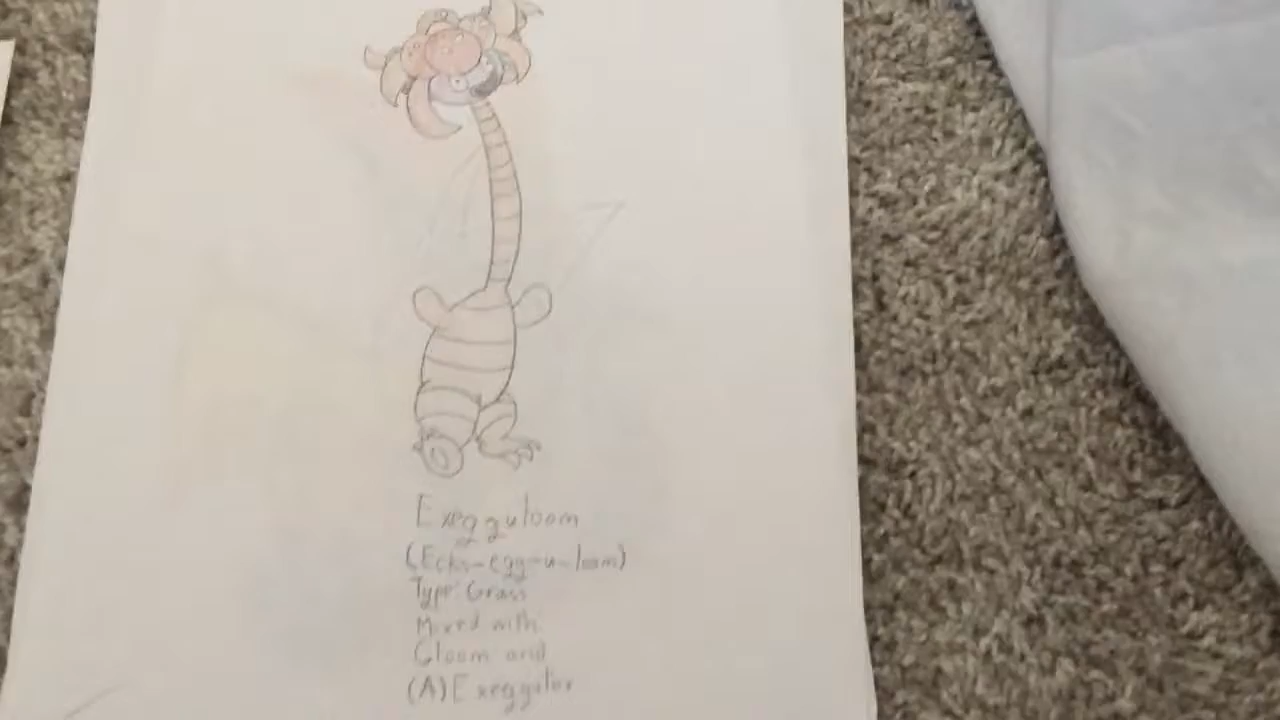 Exegguloom
(Ecks-egg-u-loom)
Type: Grass
Mixed with:
Gloom and
(A)Exeggutor